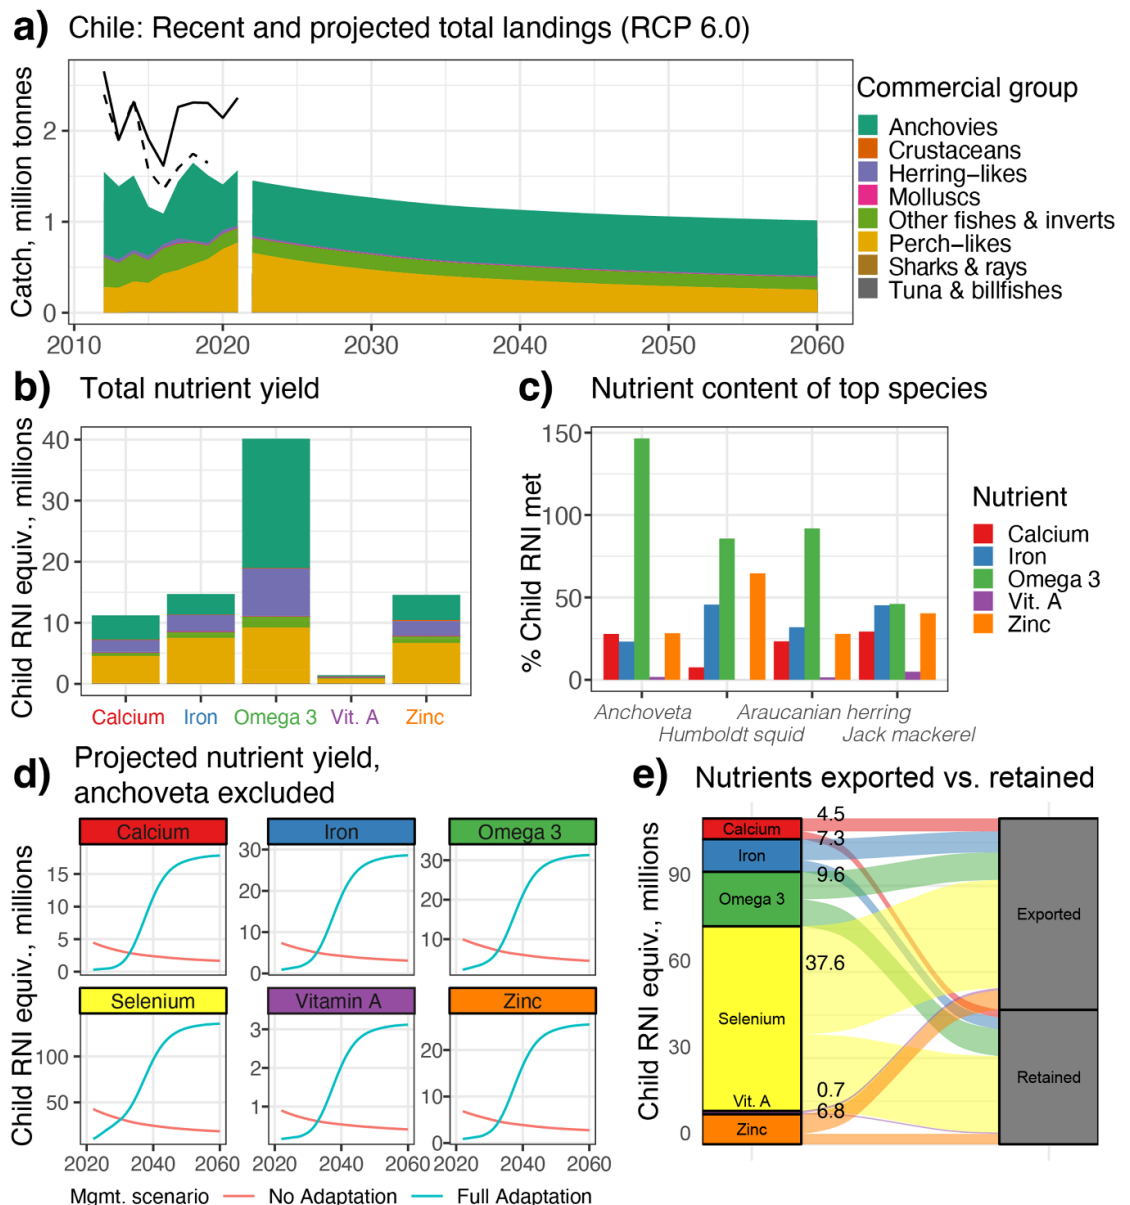 a) Chile: Recent and projected total landings (RCP 6.0)
Catch, million tonnes
2
1
0
2010 2020 2030 2040 2050 2060
Commercial group
Anchovies
Crustaceans
Herring−likes
Molluscs
Other fishes & inverts
Perch−likes
Sharks & rays
Tuna & billfishes
b) Total nutrient yield
Child RNI equiv., millions
40
30
20
10
0
Calcium Iron Omega 3 Vit. A Zinc
c) Nutrient content of top species
% Child RNI met
150
100
50
0
Anchoveta Araucanian herring
Humboldt squid Jack mackerel
Nutrient
Calcium
Iron
Omega 3
Vit. A
Zinc
d) Projected nutrient yield,
anchoveta excluded
Child RNI equiv., millions
Calcium Iron Omega 3
15
10
5
0
30
20
10
0
30
20
10
Selenium Vitamin A Zinc
100
50
3
2
1
20
10
0
2020 2040 2060 2020 2040 2060 2020 2040 2060
Mgmt. scenario No Adaptation Full Adaptation
e) Nutrients exported vs. retained
Child RNI equiv., millions
90
60
30
0
Calcium
Iron
Omega 3
Selenium
Vit. A
Zinc
4.5
7.3
9.6
37.6
0.7
6.8
Exported
Retained